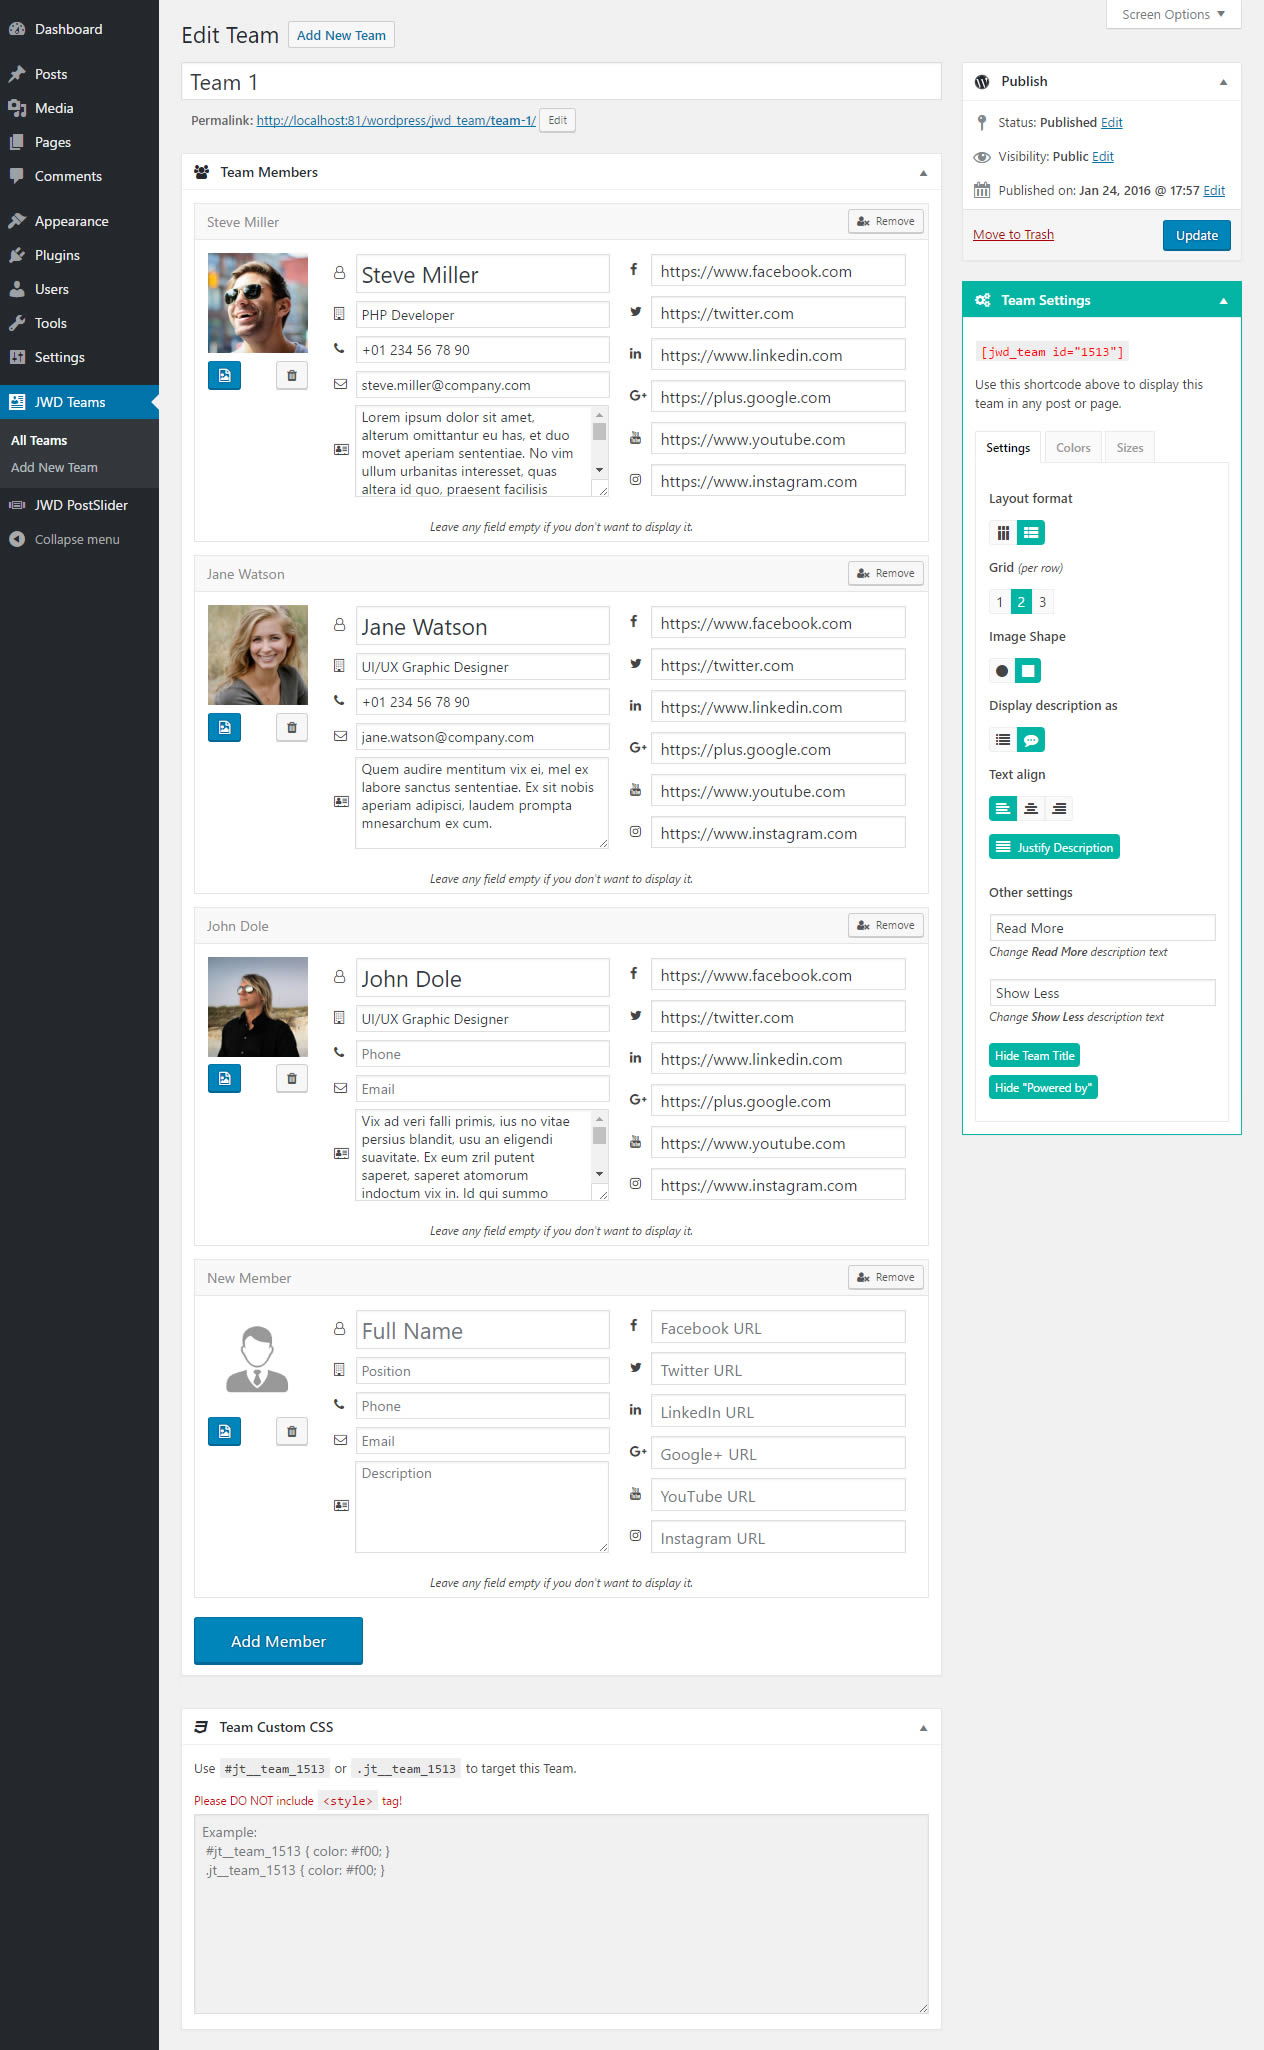 Dashboard
Posts
Media
Pages
Comments
Appearance
Plugins
Users
Tools
Settings
JWD Teams
All Teams
Add New Team
JWD PostSlider
Collapse menu
Screen Options
Edit Team
Add New Team
Team 1
Permalink: http://localhost:81/wordpress/jwd_team/team-1/ Edit
Team Members
Steve Miller
Remove
Steve Miller
PHP Developer
+01 234 56 78 90
steve.miller@company.com
Lorem ipsum dolor sit amet,
alterum omittantur eu has, et duo
movet aperiam sententiae. No vim
ullum urbanitas interesset, quas
altera id quo, praesent facilisis
https://www.facebook.com
https://twitter.com
https://www.linkedin.com
https://plus.google.com
https://www.youtube.com
https://www.instagram.com
Leave any field empty if you don't want to display it.
Jane Watson
Remove
Jane Watson
UI/UX Graphic Designer
+01 234 56 78 90
jane.watson@company.com
Quem audire mentitum vix ei, mel ex
labore sanctus sententiae. Ex sit nobis
aperiam adipisci, laudem prompta
mnesarchum ex cum.
https://www.facebook.com
https://twitter.com
https://www.linkedin.com
https://plus.google.com
https://www.youtube.com
https://www.instagram.com
Leave any field empty if you don't want to display it.
John Dole
Remove
John Dole
UI/UX Graphic Designer
Phone
Email
Vix ad veri falli primis, ius no vitae
persius blandit, usu an eligendi
suavitate. Ex eum zril putent
saperet, saperet atomorum
indoctum vix in. Id qui summo
https://www.facebook.com
https://twitter.com
https://www.linkedin.com
https://plus.google.com
https://www.youtube.com
https://www.instagram.com
Leave any field empty if you don't want to display it.
New Member
Remove
Full Name
Position
Phone
Email
Description
Facebook URL
Twitter URL
LinkedIn URL
Google+ URL
YouTube URL
Instagram URL
Leave any field empty if you don't want to display it.
Add Member
Team Custom CSS
Use #jt__team_1513 or .jt__team_1513 to target this Team.
Please DO NOT include <style> tag!
Example:
#jt__team_1513 { color: #f00; }
.jt__team_1513 { color: #f00; }
Publish
Status: Published Edit
Visibility: Public Edit
Published on: Jan 24, 2016 @ 17:57 Edit
Move to Trash
Update
Team Settings
[jwd_team id="1513"]
Use this shortcode above to display this
team in any post or page.
Settings Colors Sizes
Layout format
Grid (per row)
1 2 3
Image Shape
Display description as
Text align
Justify Description
Other settings
Read More
Change Read More description text
Show Less
Change Show Less description text
Hide Team Title
Hide "Powered by"